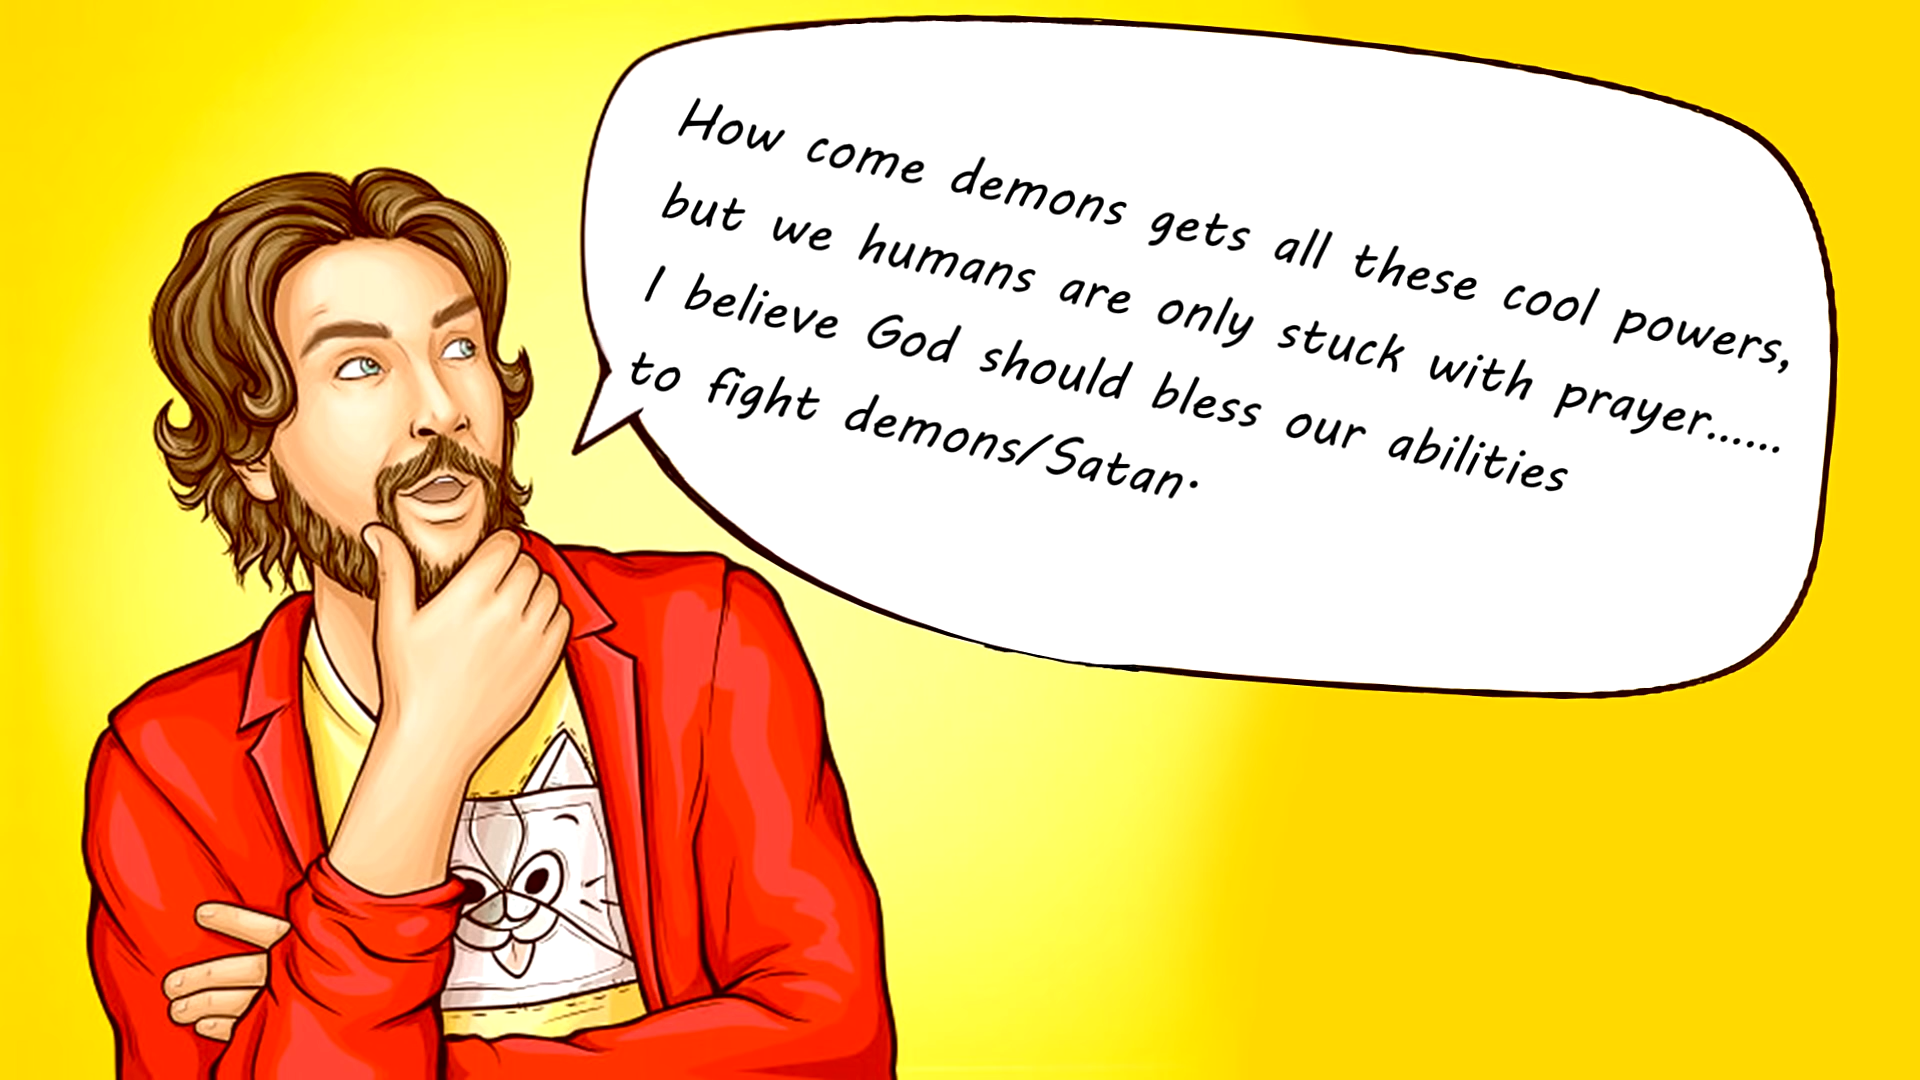 How come demons gets all these cool powers,
but we humans are only stuck with prayer......
I believe God should bless our abilities
to fight demons/Satan.